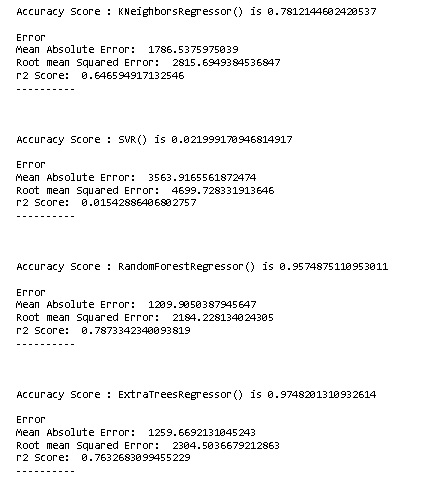 Accuracy Score : KNeighborsRegressor() is 0.7812144602420537
Error
Mean Absolute Error:  1786.5375975039
Root mean Squared Error:  2815.6949384536847
r2 Score:  0.646594917132546
----------
Accuracy Score : SVR() is 0.021999170946814917
Error
Mean Absolute Error:  3563.9165561872474
Root mean Squared Error:  4699.728331913646
r2 Score:  0.01542886406802757
----------
Accuracy Score : RandomForestRegressor() is 0.9574875110953011
Error
Mean Absolute Error:  1209.9050387945647
Root mean Squared Error:  2184.228134024305
r2 Score:  0.7873342340093819
----------
Accuracy Score : ExtraTreesRegressor() is 0.9748201310932614
Error
Mean Absolute Error:  1259.6692131045243
Root mean Squared Error:  2304.5036679212863
r2 Score:  0.7632683099455229
----------